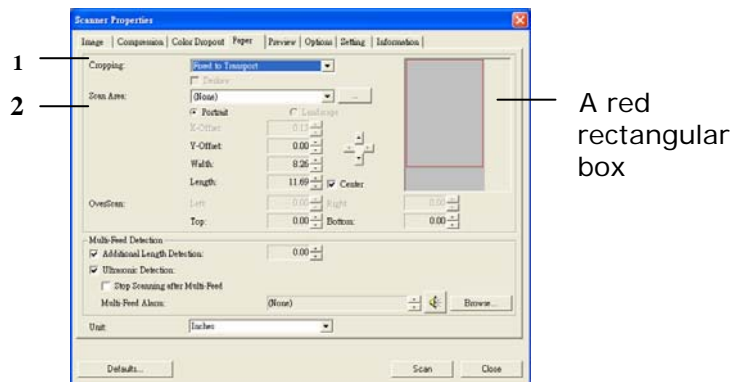 Scanner Properties
Image Compression Color Dropout Paper Preview Options Setting Information
1 Cropping: Fixed to Transport
Deskew
2 Scan Area: (None) ...
Portrait Landscape
X-Offset: 0.13
Y-Offset: 0.00
Width: 8.26
Length: 11.69 Center
OverScan: Left: 0.00 Right 0.00
Top: 0.00 Bottom: 0.00
A red
rectangular
box
Multi-Feed Detection
Additional Length Detection: 0.00
Ultrasonic Detection:
Stop Scanning after Multi-Feed
Multi-Feed Alarm: (None) Browse...
Unit: Inches
Defaults... Scan Close